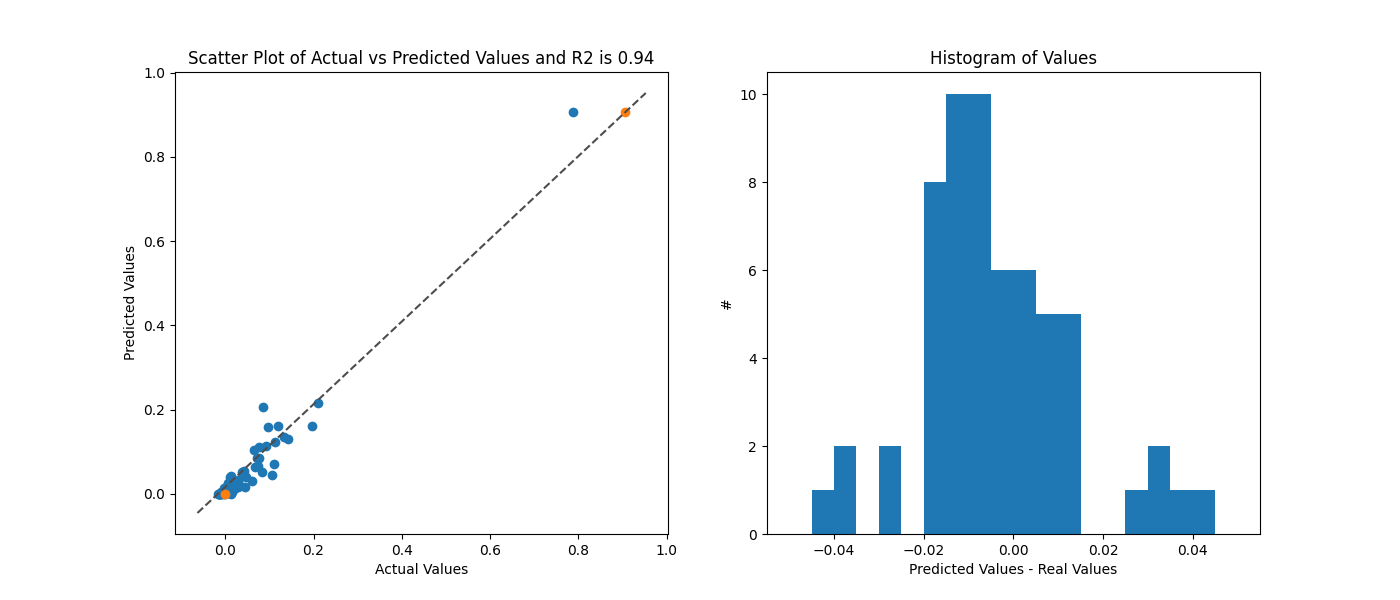 Scatter Plot of Actual vs Predicted Values and R2 is 0.94
1.0
0.8
0.6
0.4
0.2
0.0
Predicted Values
0.0 0.2 0.4 0.6 0.8 1.0
Actual Values
Histogram of Values
10
8
6
4
2
0
#
−0.04 −0.02 0.00 0.02 0.04
Predicted Values - Real Values